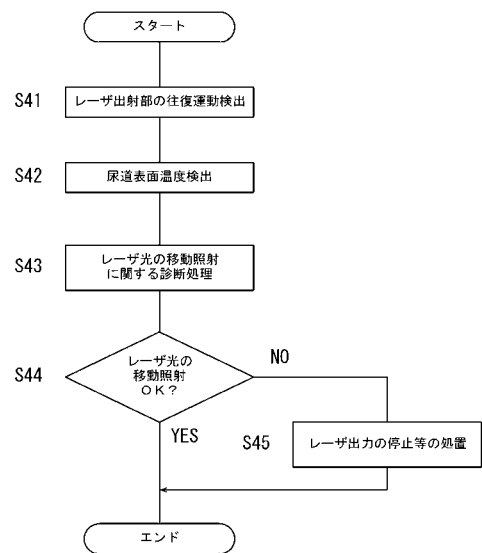 スタート
S41
レーザ出射部の往復運動検出
S42
尿道表面温度検出
S43
レーザ光の移動照射
に関する診断処理
S44
レーザ光の
移動照射
OK?
NO
YES
S45
レーザ出力の停止等の処置
エンド